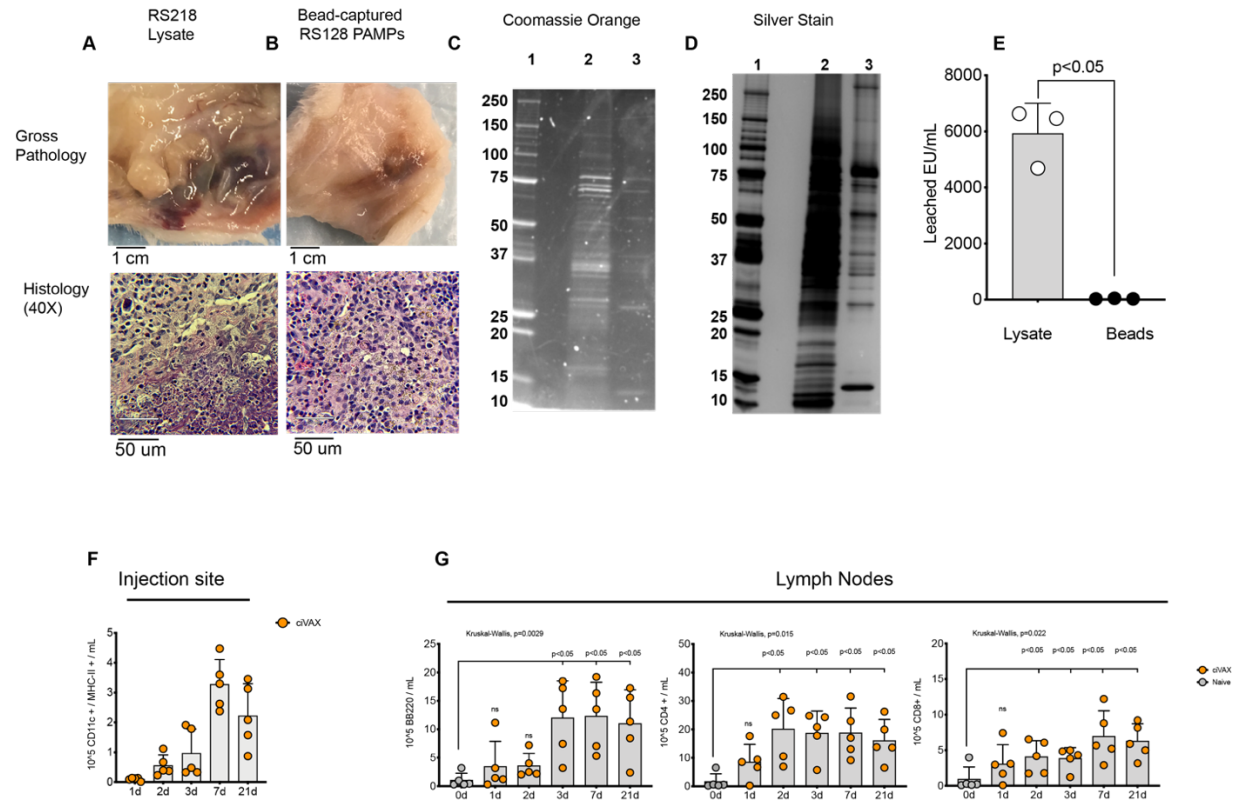 RS218
Lysate
Bead-captured
RS128 PAMPs
Coomassie Orange
Silver Stain
A
B
C
D
E
1 2 3
1 2 3
Gross
Pathology
1 cm
1 cm
Histology
(40X)
50 um
50 um
250
150
100
75
50
37
25
20
15
10
250
150
100
75
50
37
25
20
15
10
p<0.05
Leached EU/mL
8000
6000
4000
2000
0
Lysate Beads
F
Injection site
ciVAX
10^5 CD11c + / MHC-II + / mL
5
4
3
2
1
0
1d 2d 3d 7d 21d
G
Lymph Nodes
Kruskal-Wallis, p=0.0029
10^5 BB220 / mL
25
20
15
10
5
0
ns
ns
p<0.05 p<0.05 p<0.05
0d 1d 2d 3d 7d 21d
Kruskal-Wallis, p=0.015
10^5 CD4 + / mL
50
40
30
20
10
0
ns
p<0.05 p<0.05 p<0.05 p<0.05
0d 1d 2d 3d 7d 21d
Kruskal-Wallis, p=0.022
10^5 CD8+ / mL
20
15
10
5
0
ns
p<0.05 p<0.05 p<0.05 p<0.05
0d 1d 2d 3d 7d 21d
ciVAX
Naive